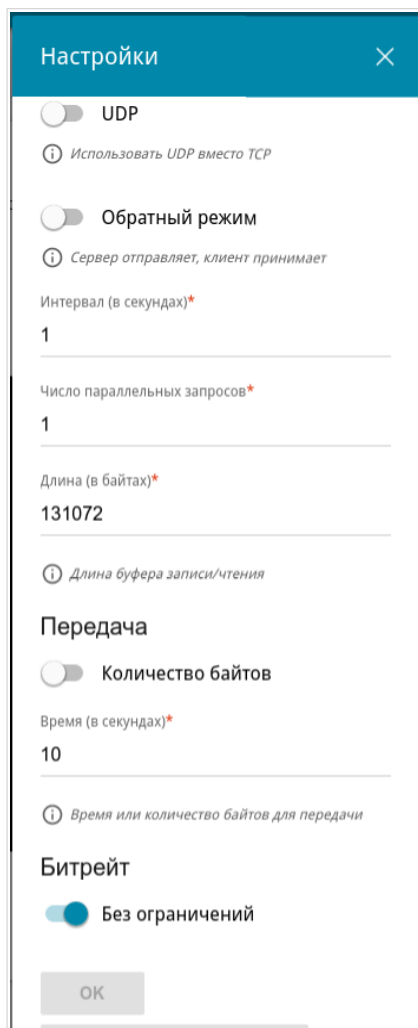 Настройки
UDP
Использовать UDP вместо TCP
Обратный режим
Сервер отправляет, клиент принимает
Интервал (в секундах)*
1
Число параллельных запросов*
1
Длина (в байтах)*
131072
Длина буфера записи/чтения
Передача
Количество байтов
Время (в секундах)*
10
Время или количество байтов для передачи
Битрейт
Без ограничений
OK